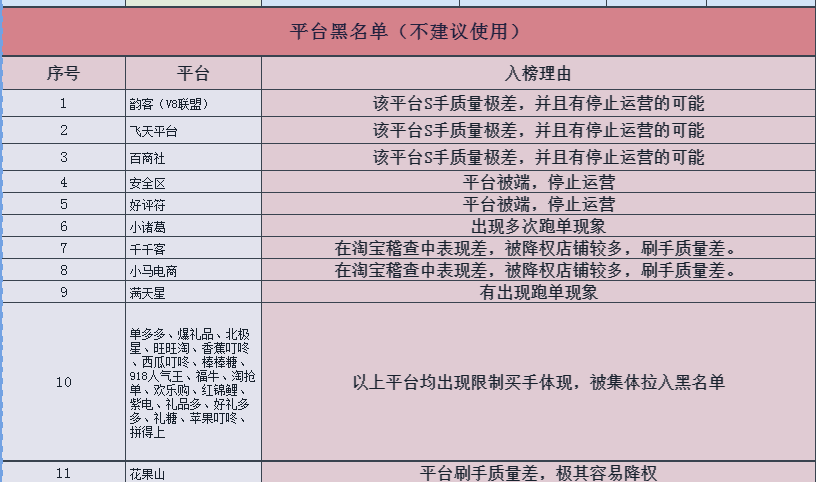 平台黑名单（不建议使用）
序号 平台 入榜理由
1 韵客（V8联盟） 该平台S手质量极差，并且有停止运营的可能
2 飞天平台 该平台S手质量极差，并且有停止运营的可能
3 百商社 该平台S手质量极差，并且有停止运营的可能
4 安全区 平台被端，停止运营
5 好评符 平台被端，停止运营
6 小诸葛 出现多次跑单现象
7 千千客 在淘宝稽查中表现差，被降权店铺较多，刷手质量差。
8 小马电商 在淘宝稽查中表现差，被降权店铺较多，刷手质量差。
9 满天星 有出现跑单现象
单多多、爆礼品、北极
星、旺旺淘、香蕉叮咚
、西瓜叮咚、棒棒糖、
918人气王、福牛、淘抢
10 单、欢乐购、红锦鲤、 以上平台均出现限制买手体现，被集体拉入黑名单
紫电、礼品多、好礼多
多、礼糖、苹果叮咚、
拼得上
11 花果山 平台刷手质量差，极其容易降权